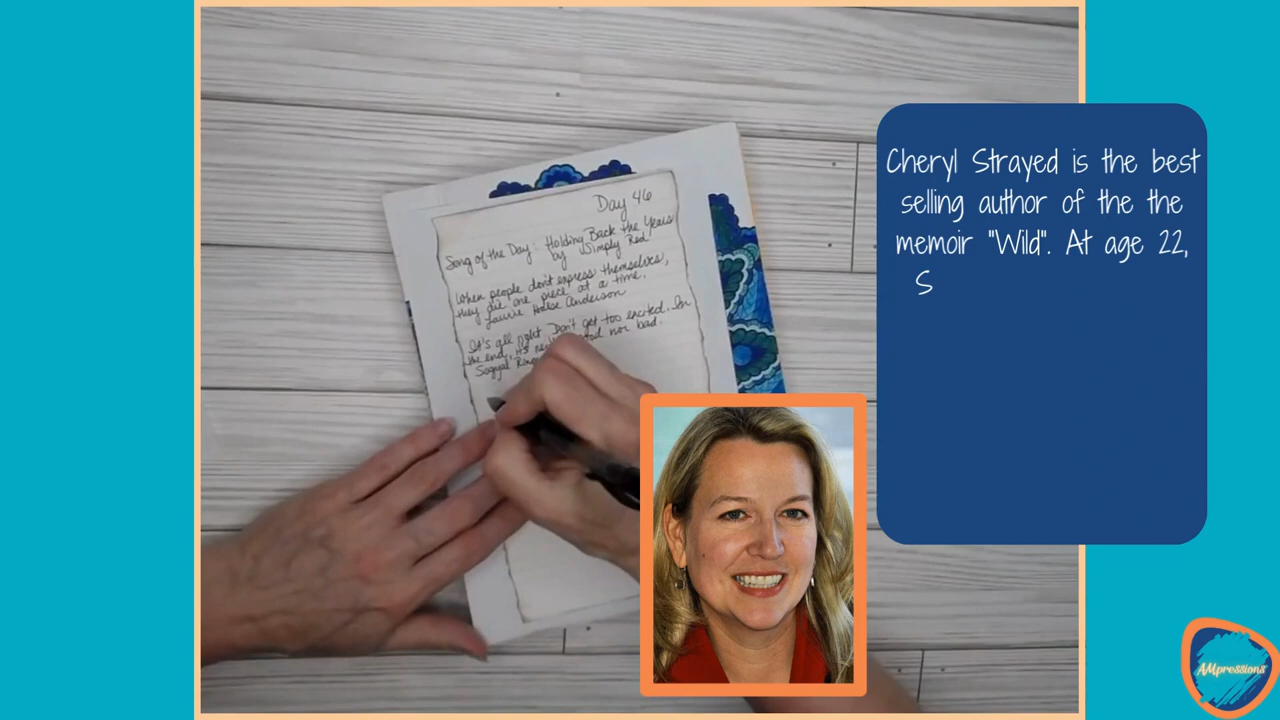 Day 46
Song of the Day: Holding Back the Years
by Simply Red
When people don't express themselves,
they die one piece at a time.
Laurie Halse Anderson
It's all right. Don't get too excited. In
the end, it's nor bad.
Sogyal
Cheryl Strayed is the best
selling author of the the
memoir "Wild". At age 22,
S
AMpressions